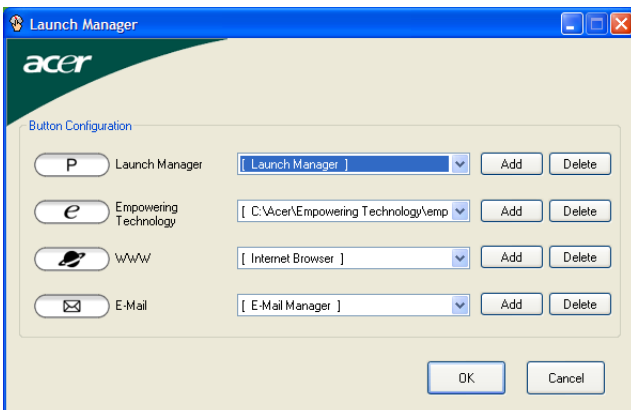 Launch Manager
acer
Button Configuration
P Launch Manager [ Launch Manager ] Add Delete
e Empowering Technology [ C:\Acer\Empowering Technology\emp Add Delete
WWW [ Internet Browser ] Add Delete
E-Mail [ E-Mail Manager ] Add Delete
OK Cancel